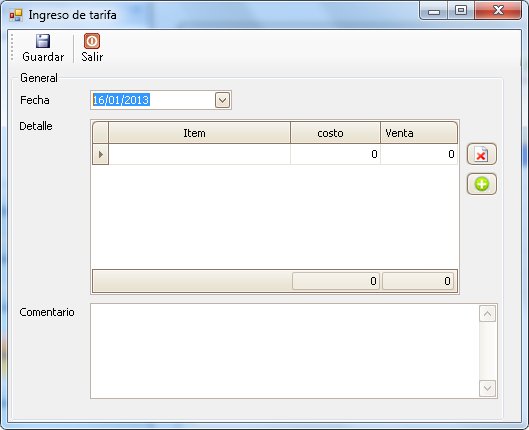 Ingreso de tarifa
Guardar Salir
General
Fecha 16/01/2013
Detalle Item costo Venta
0 0
0 0
Comentario